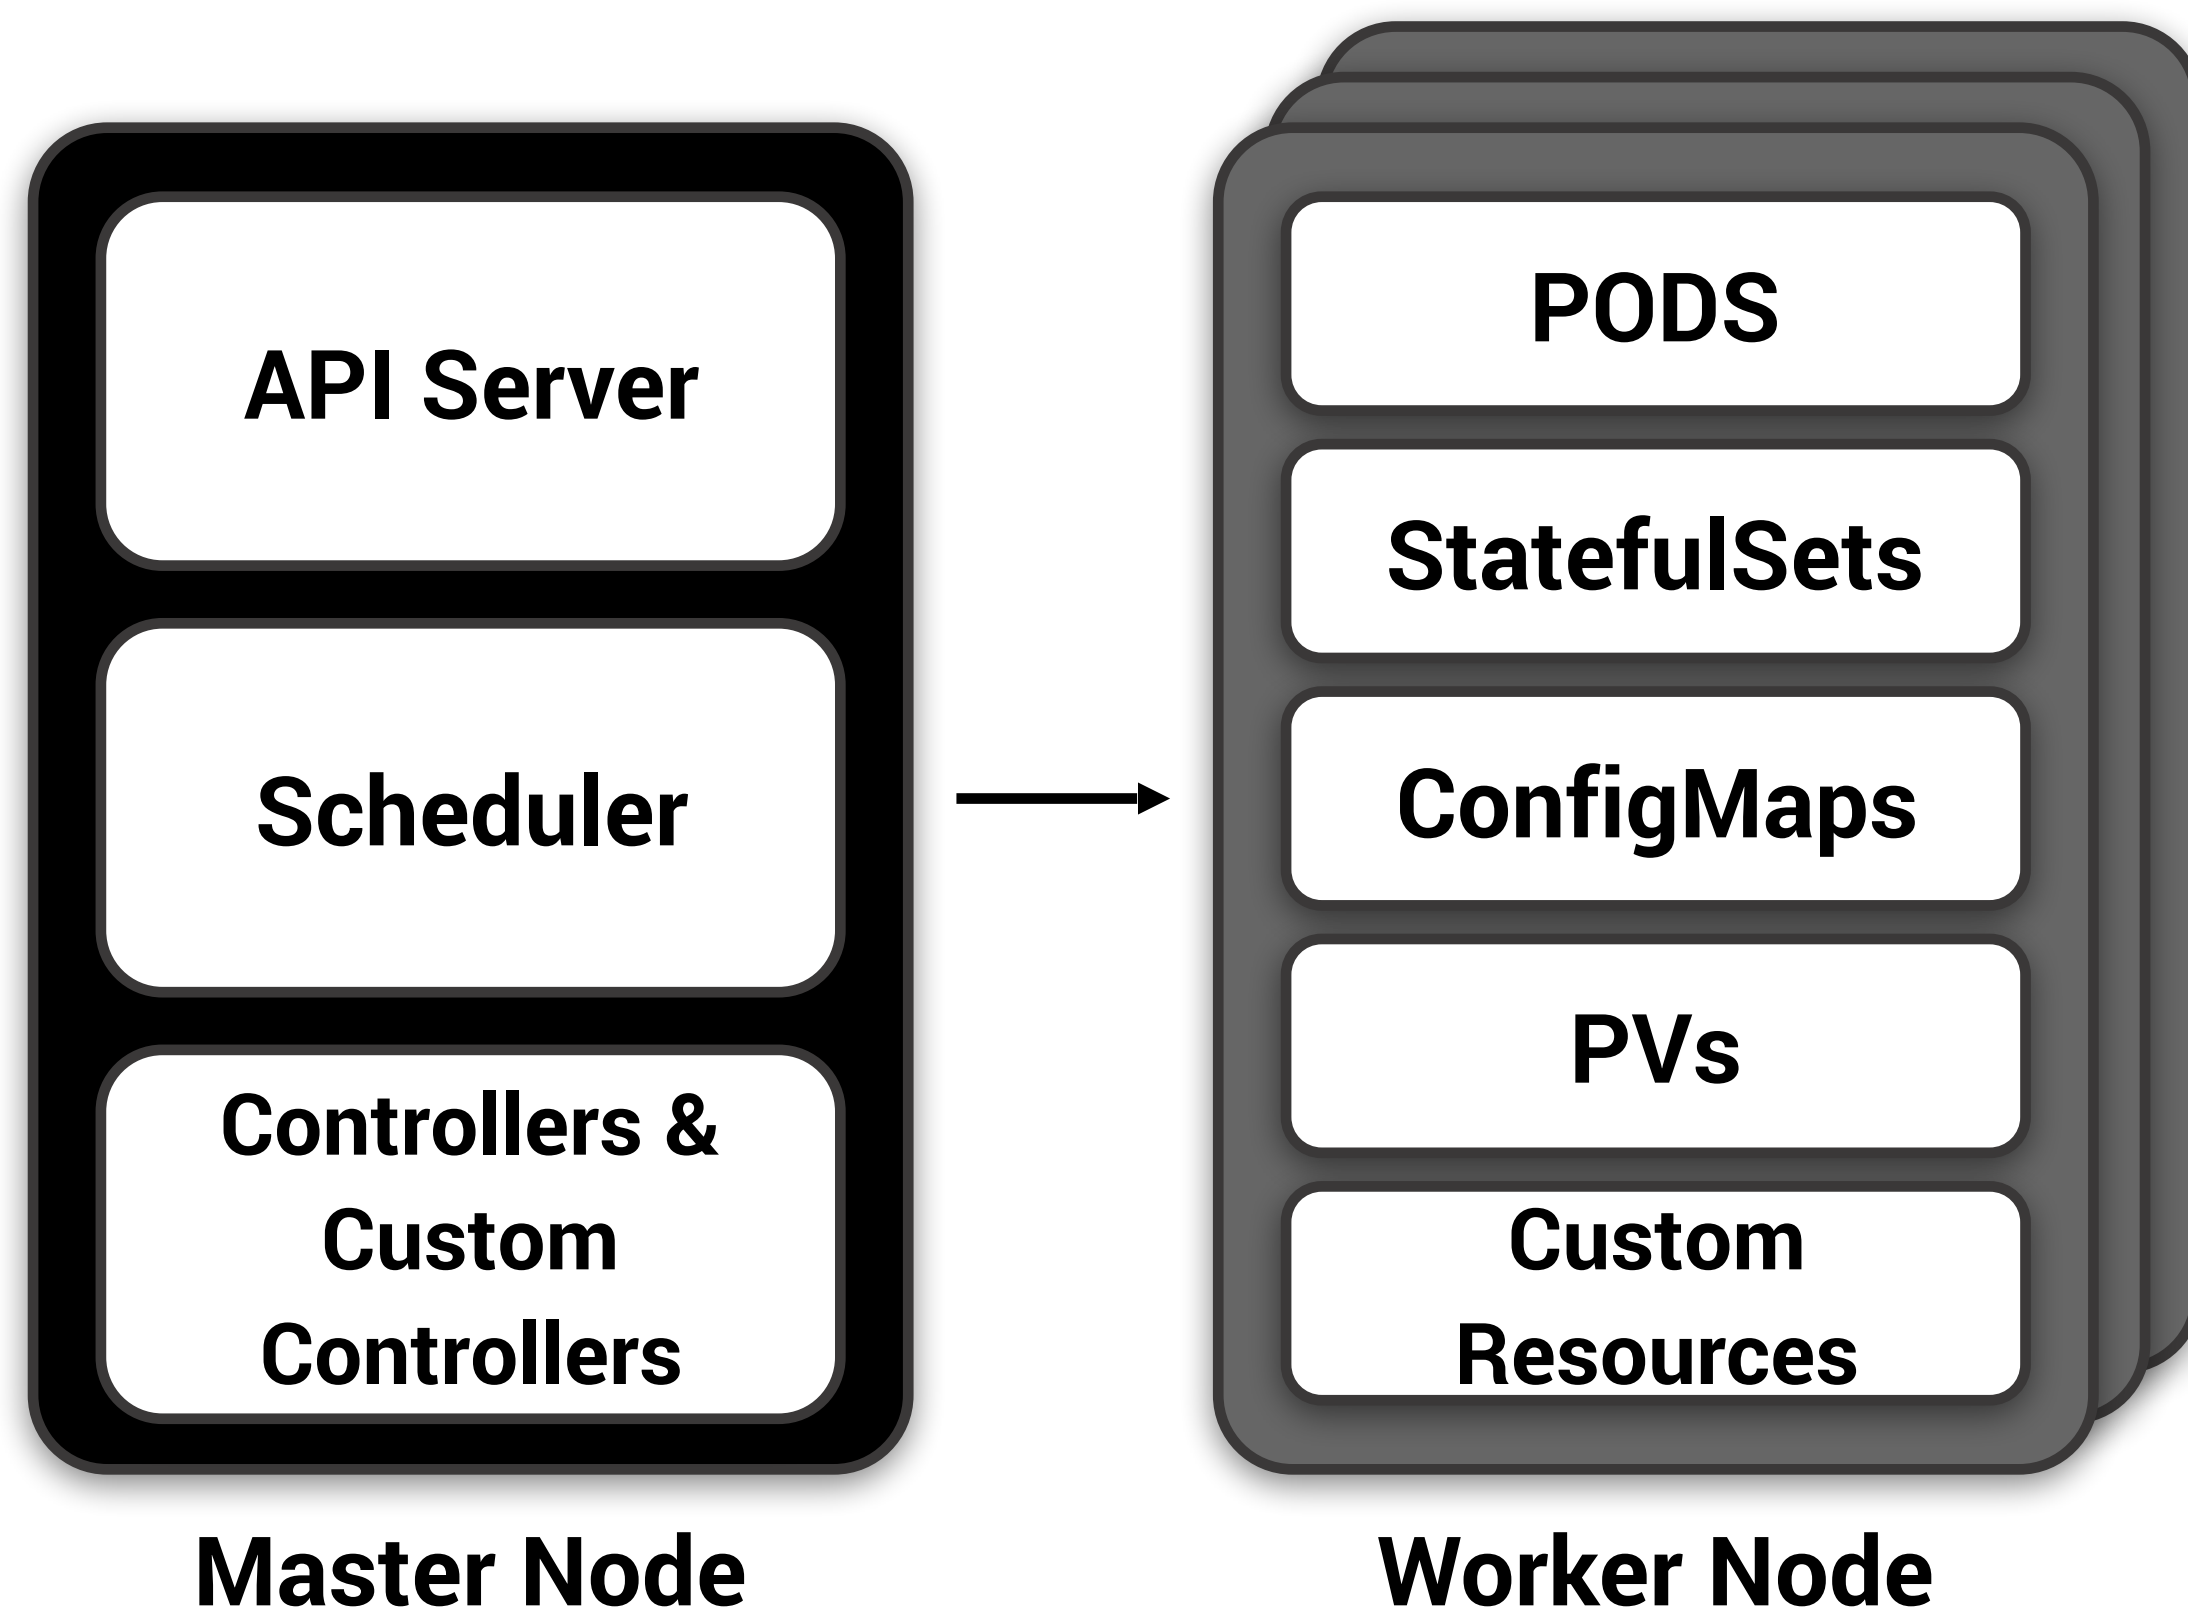 API Server
Scheduler
Controllers &
Custom
Controllers
Master Node
PODS
StatefulSets
ConfigMaps
PVs
Custom
Resources
Worker Node